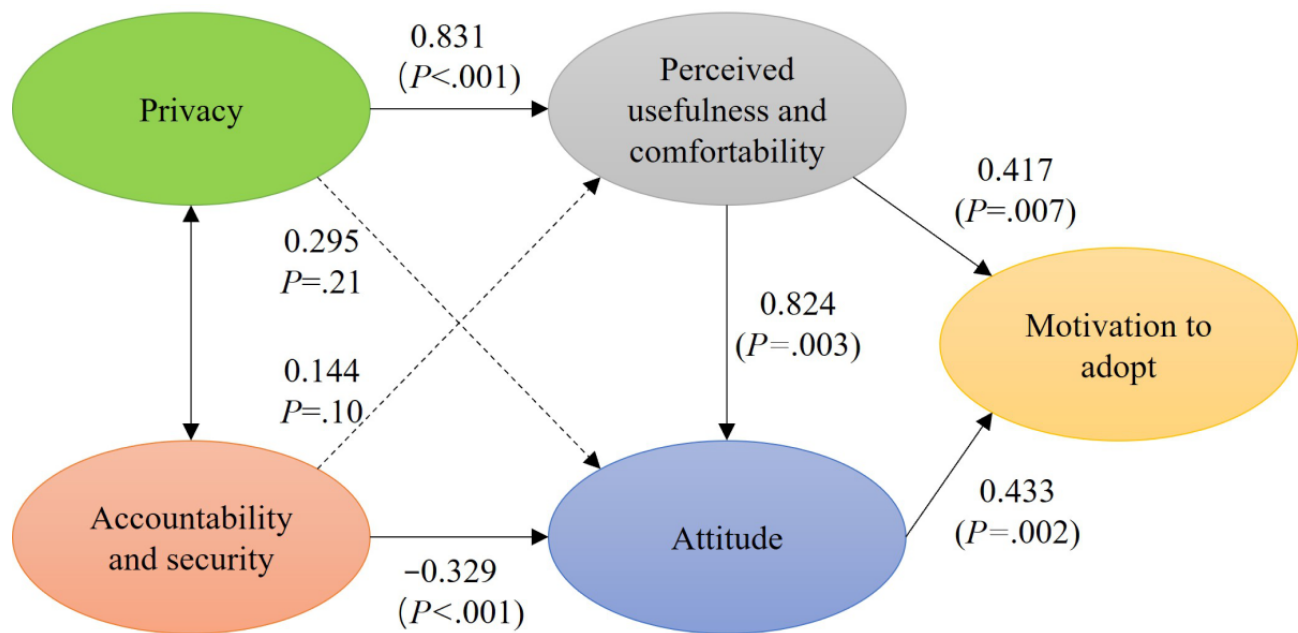 0.831
(P<.001)
Privacy
Perceived
usefulness and
comfortability
0.417
(P=.007)
0.295
P=.21
0.824
(P=.003)
Motivation to
adopt
0.144
P=.10
Accountability
and security
−0.329
(P<.001)
Attitude
0.433
(P=.002)